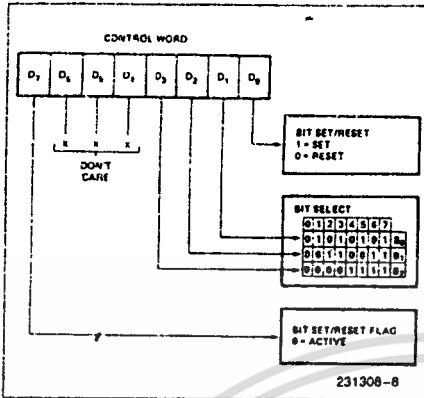 CONTROL WORD
D7 D6 D5 D4 D3 D2 D1 D0
X X X
DON'T
CARE
BIT SET/RESET
1 = SET
0 = RESET
BIT SELECT
0 1 2 3 4 5 6 7
0 1 0 1 0 1 0 1 B0
0 0 1 1 0 0 1 1 B1
0 0 0 0 1 1 1 1 B2
BIT SET/RESET FLAG
0 = ACTIVE
231308-8